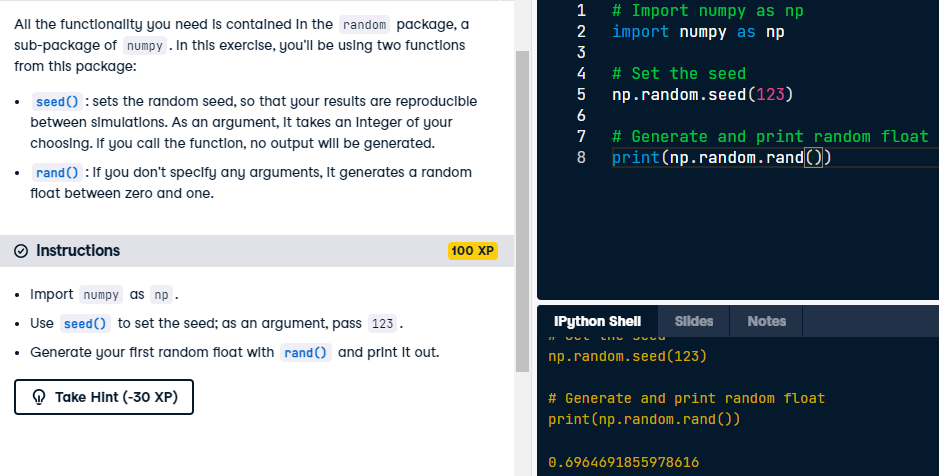 All the functionality you need is contained in the random package, a
sub-package of numpy. In this exercise, you'll be using two functions
from this package:
• seed() : sets the random seed, so that your results are reproducible
between simulations. As an argument, it takes an integer of your
choosing. If you call the function, no output will be generated.
• rand() : if you don't specify any arguments, it generates a random
float between zero and one.
Instructions 100 XP
• Import numpy as np.
• Use seed() to set the seed; as an argument, pass 123.
• Generate your first random float with rand() and print it out.
Take Hint (-30 XP)
1 # Import numpy as np
2 import numpy as np
3
4 # Set the seed
5 np.random.seed(123)
6
7 # Generate and print random float
8 print(np.random.rand())
IPython Shell Slides Notes
# Set the seed
np.random.seed(123)
# Generate and print random float
print(np.random.rand())
0.6964691855978616